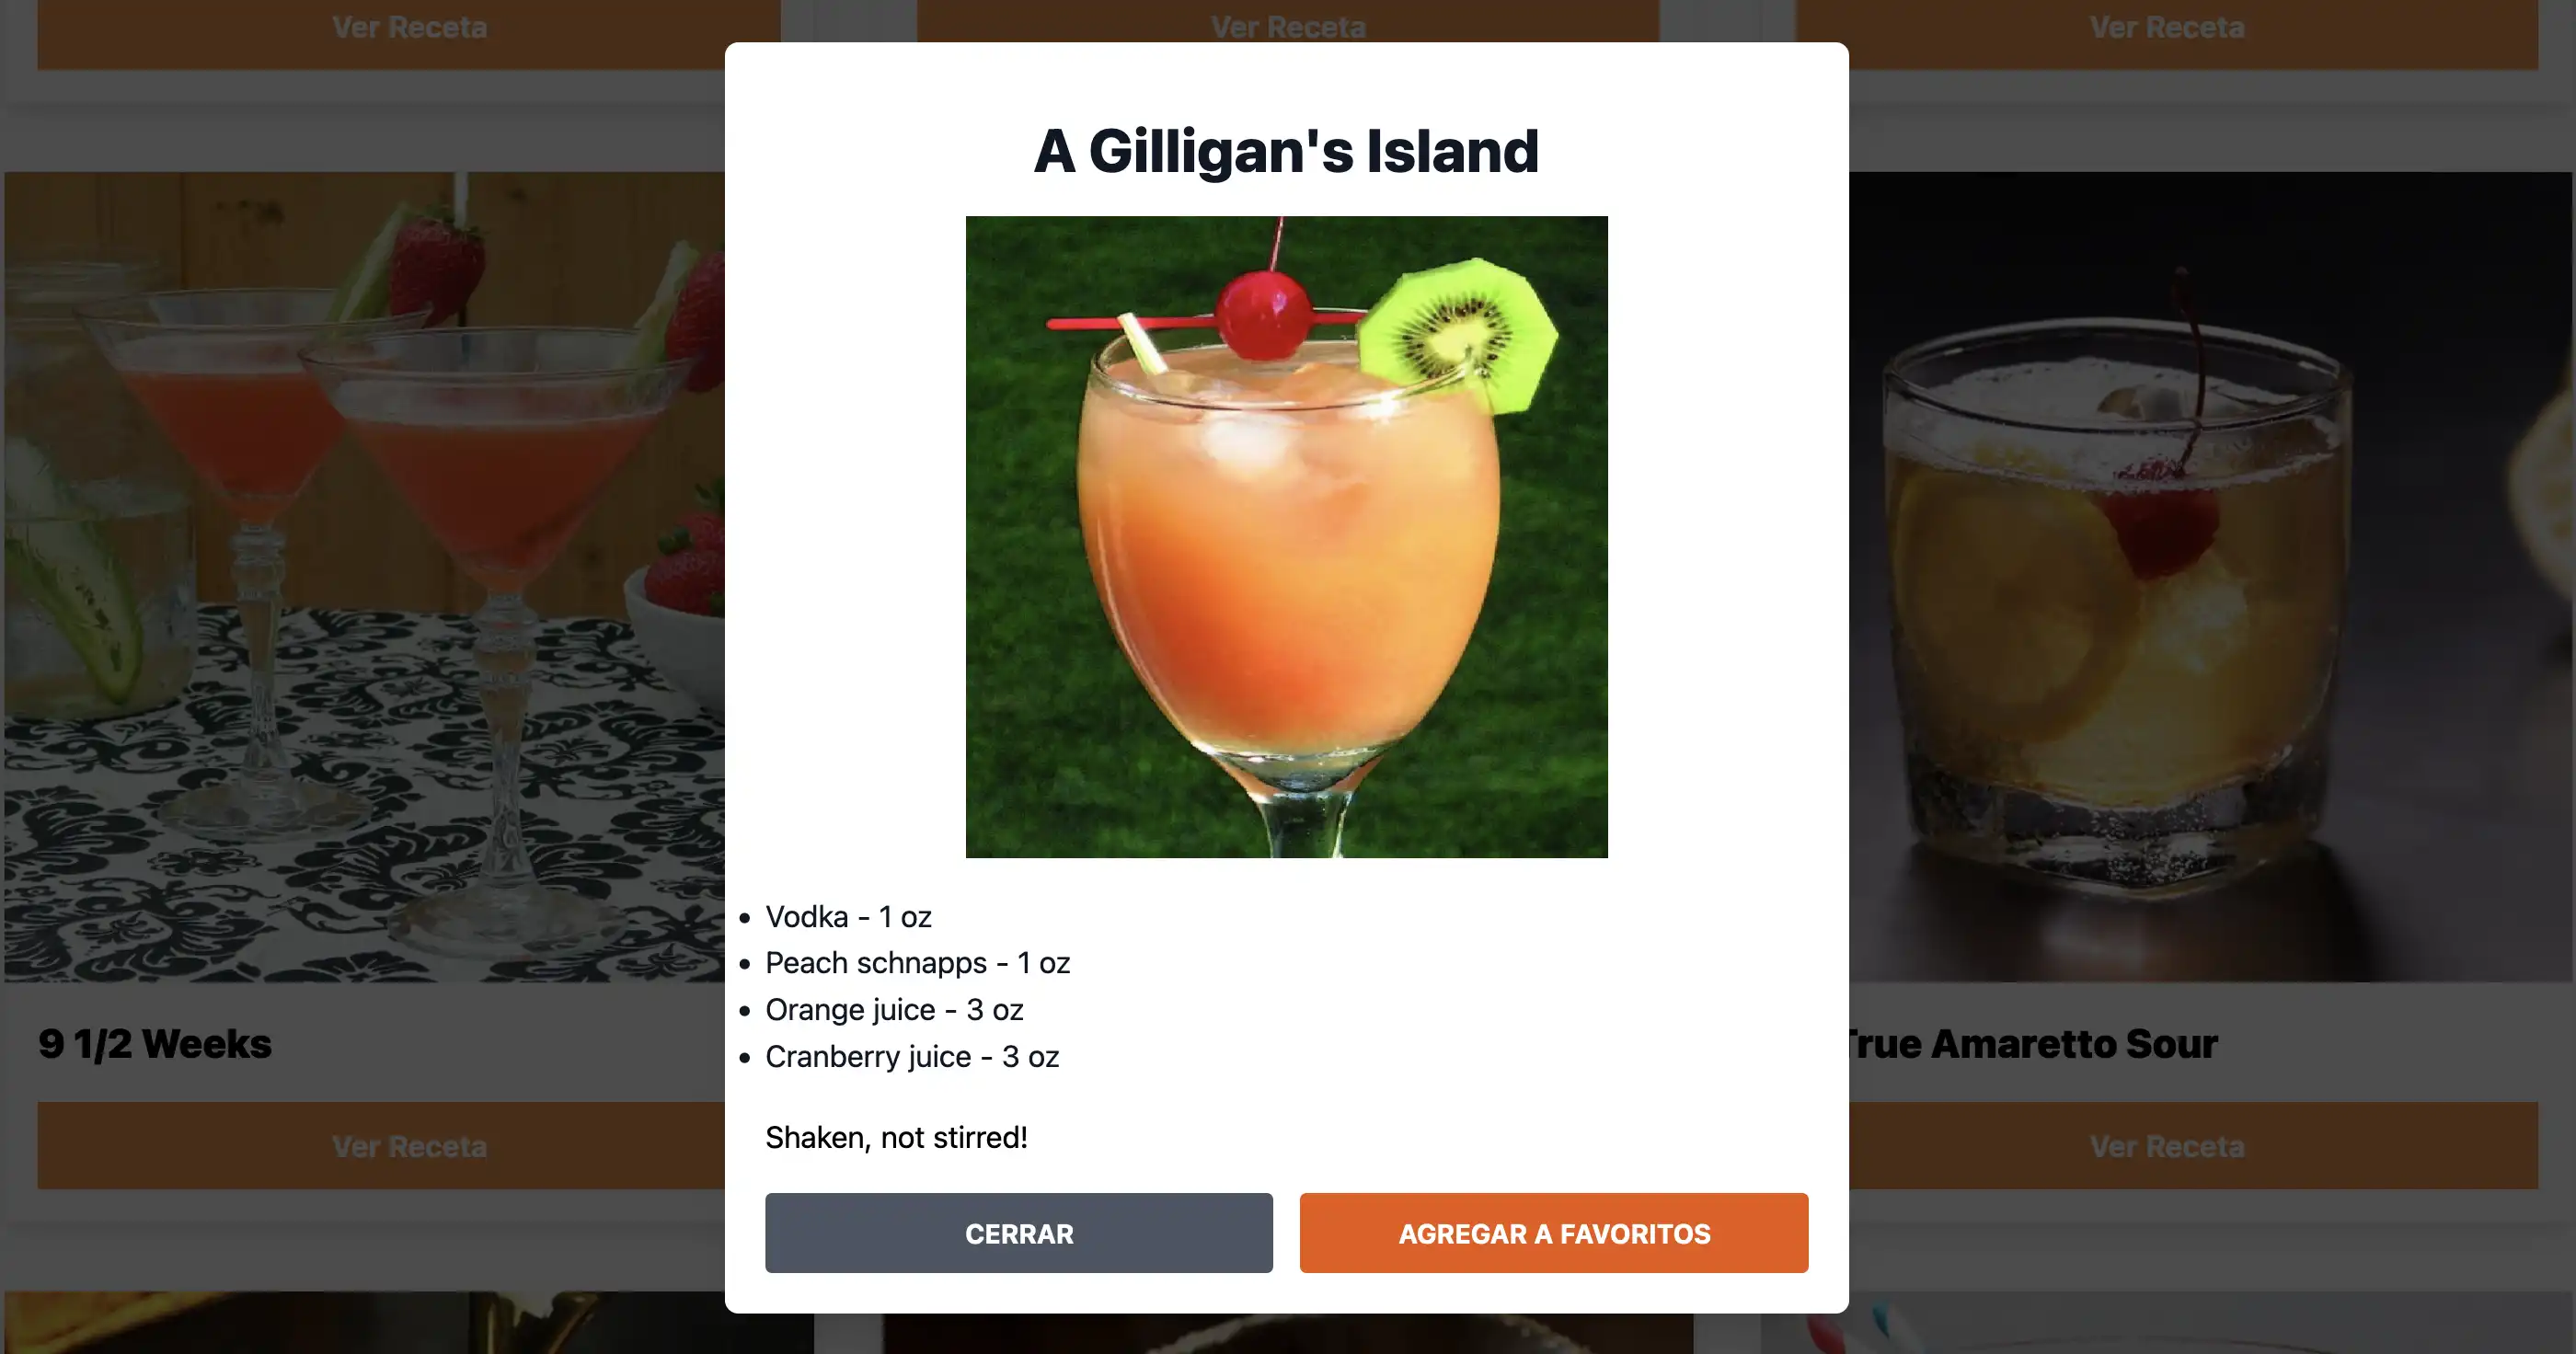 Ver Receta
Ver Receta
Ver Receta
A Gilligan's Island
Vodka - 1 oz
Peach schnapps - 1 oz
Orange juice - 3 oz
Cranberry juice - 3 oz
Shaken, not stirred!
CERRAR
AGREGAR A FAVORITOS
9 1/2 Weeks
Ver Receta
True Amaretto Sour
Ver Receta